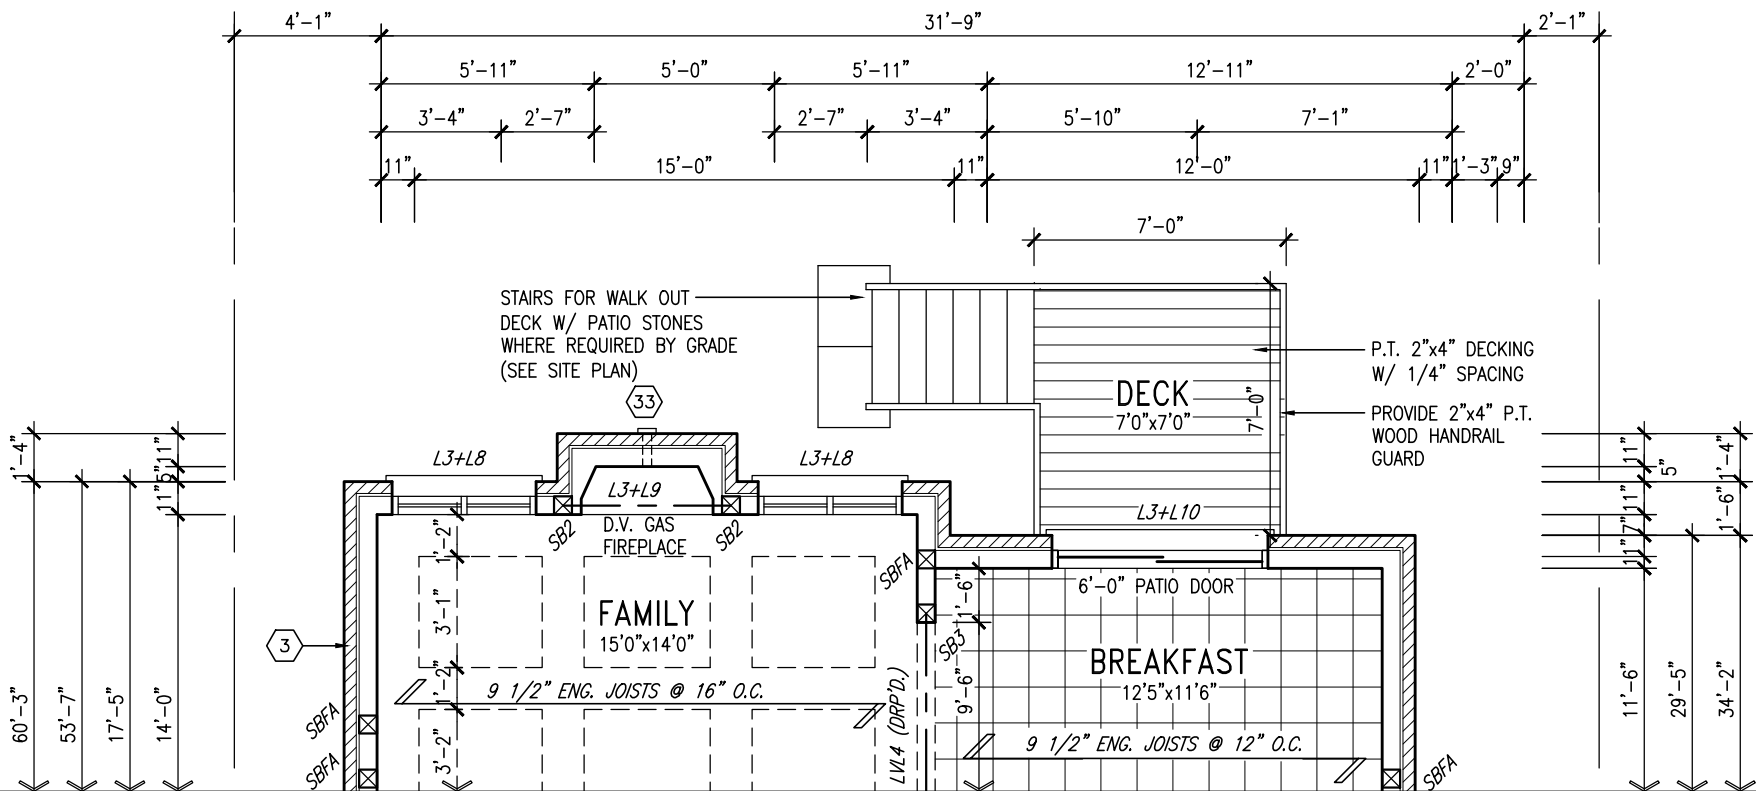 4'-1" 31'-9" 2'-1"
5'-11" 5'-0" 5'-11" 12'-11" 2'-0"
3'-4" 2'-7" 2'-7" 3'-4" 5'-10" 7'-1"
11" 15'-0" 11" 12'-0" 11" 1'-3" 9"
7'-0"
STAIRS FOR WALK OUT
DECK W/ PATIO STONES
WHERE REQUIRED BY GRADE
(SEE SITE PLAN)
P.T. 2"x4" DECKING
W/ 1/4" SPACING
PROVIDE 2"x4" P.T.
WOOD HANDRAIL
GUARD
DECK
7'0"x7'0"
7'-0"
33
L3+L8
L3+L8
L3+L9
L3+L10
D.V. GAS
FIREPLACE
SB2
SB2
SBFA
6'-0" PATIO DOOR
FAMILY
15'0"x14'0"
3
BREAKFAST
12'5"x11'6"
SB3
9 1/2" ENG. JOISTS @ 16" O.C.
9 1/2" ENG. JOISTS @ 12" O.C.
LVL4 (DRP'D.)
SBFA
SBFA
SBFA
1'-2"
3'-1"
1'-2"
3'-2"
1'-6"
9'-6"
1'-4"
11"
5"
11"
60'-3"
53'-7"
17'-5"
14'-0"
11"
5"
1'-4"
11"
7"
11"
1'-6"
11'-6"
29'-5"
34'-2"